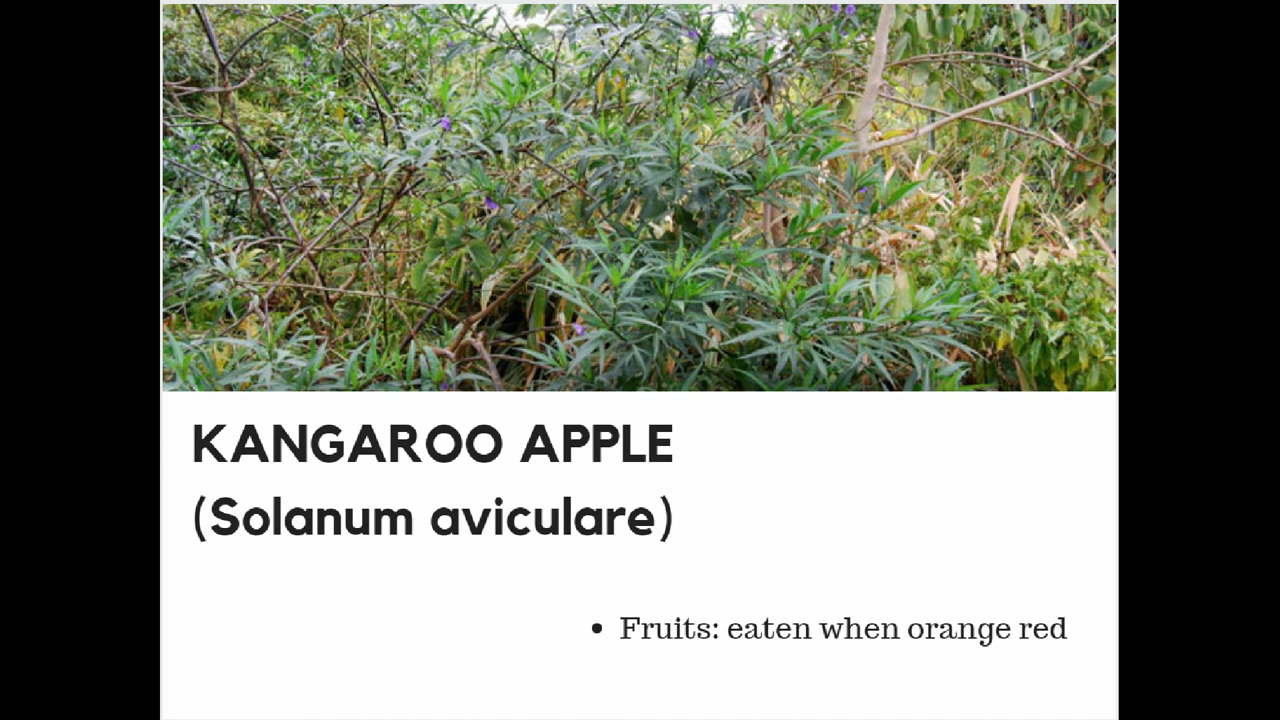 KANGAROO APPLE
(Solanum aviculare)
• Fruits: eaten when orange red